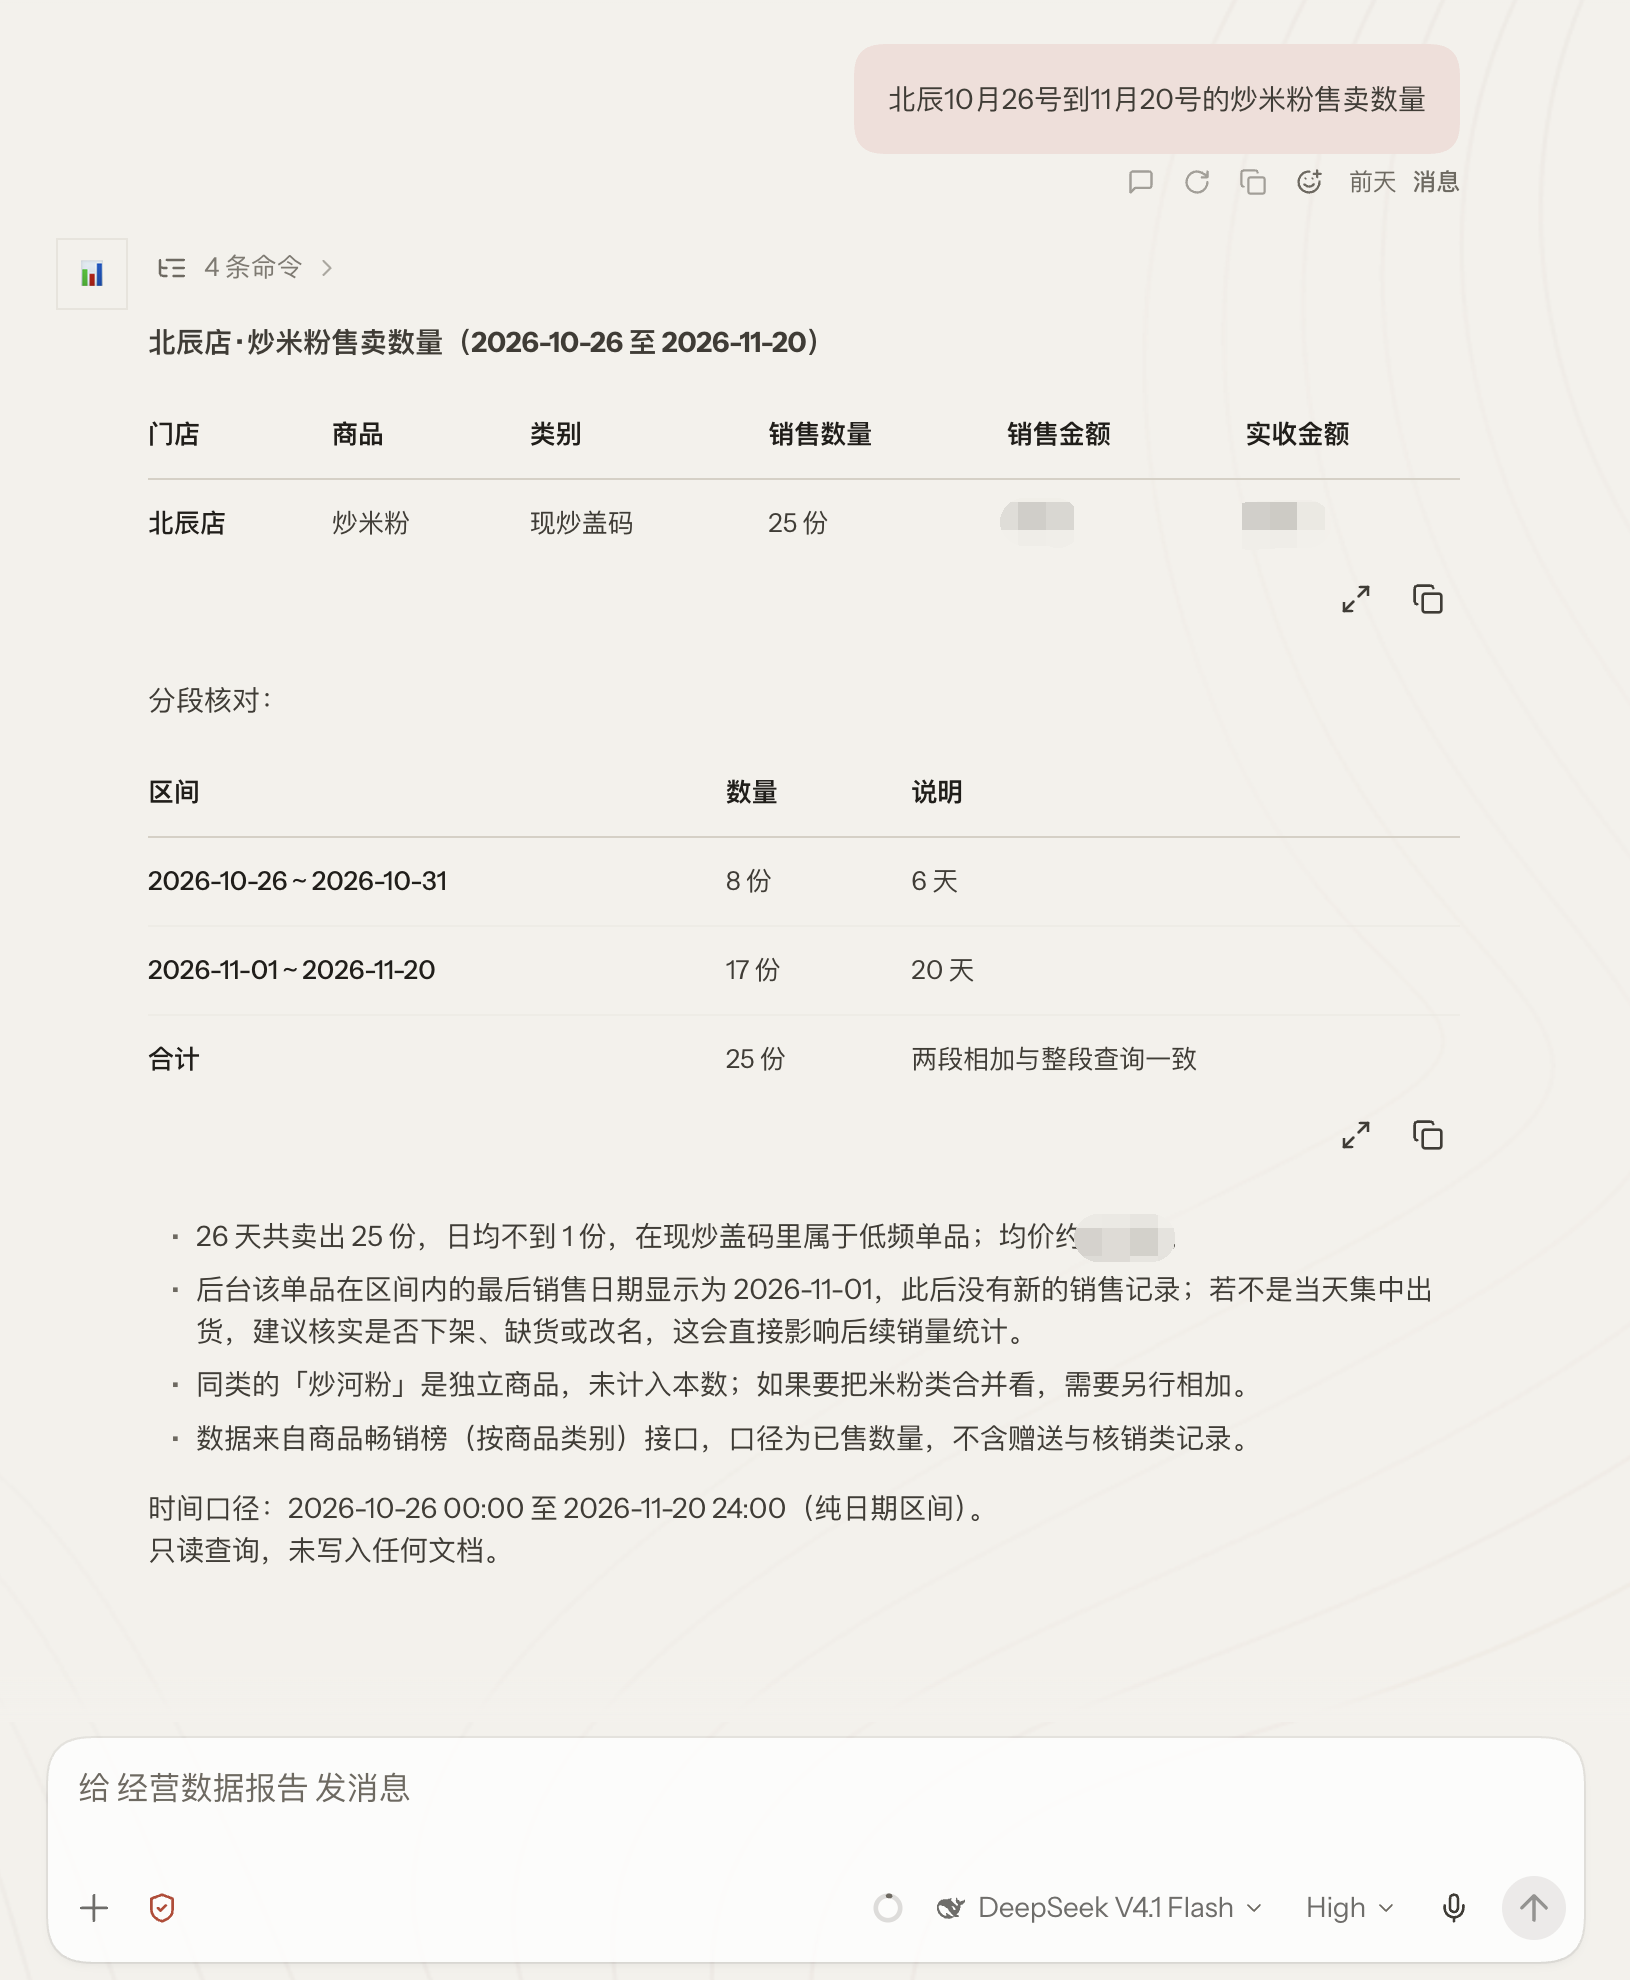 北辰10月26号到11月20号的炒米粉售卖数量
前天 消息
4 条命令
北辰店·炒米粉售卖数量（2026-10-26 至 2026-11-20）
门店 商品 类别 销售数量 销售金额 实收金额
北辰店 炒米粉 现炒盖码 25 份
分段核对：
区间 数量 说明
2026-10-26 ~ 2026-10-31 8 份 6 天
2026-11-01 ~ 2026-11-20 17 份 20 天
合计 25 份 两段相加与整段查询一致
26 天共卖出 25 份，日均不到 1 份，在现炒盖码里属于低频单品；均价约
后台该单品在区间内的最后销售日期显示为 2026-11-01，此后没有新的销售记录；若不是当天集中出
货，建议核实是否下架、缺货或改名，这会直接影响后续销量统计。
同类的「炒河粉」是独立商品，未计入本数；如果要把米粉类合并看，需要另行相加。
数据来自商品畅销榜（按商品类别）接口，口径为已售数量，不含赠送与核销类记录。
时间口径：2026-10-26 00:00 至 2026-11-20 24:00（纯日期区间）。
只读查询，未写入任何文档。
给 经营数据报告 发消息
DeepSeek V4.1 Flash High